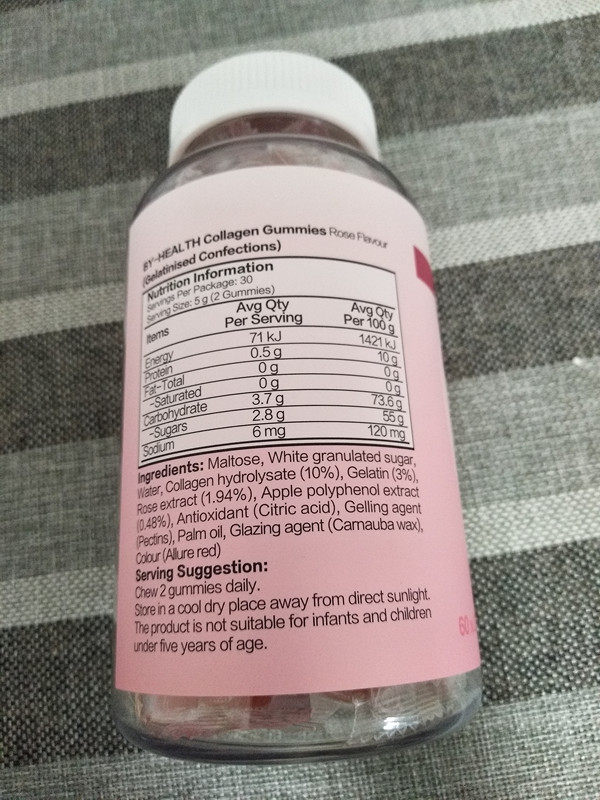 BY-HEALTH Collagen Gummies Rose Flavour
(Gelatinised Confections)
Nutrition Information
Servings Per Package: 30
Serving Size: 5 g (2 Gummies)
Items Avg Qty Per Serving Avg Qty Per 100 g
Energy 71 kJ 1421 kJ
Protein 0.5 g 10 g
Fat-Total 0 g 0 g
-Saturated 0 g 0 g
Carbohydrate 3.7 g 73.6 g
-Sugars 2.8 g 55 g
Sodium 6 mg 120 mg
Ingredients: Maltose, White granulated sugar,
Water, Collagen hydrolysate (10%), Gelatin (3%),
Rose extract (1.94%), Apple polyphenol extract
(0.48%), Antioxidant (Citric acid), Gelling agent
(Pectins), Palm oil, Glazing agent (Carnauba wax),
Colour (Allure red)
Serving Suggestion:
Chew 2 gummies daily.
Store in a cool dry place away from direct sunlight.
The product is not suitable for infants and children
under five years of age.
60